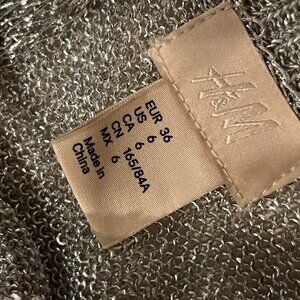 H&M
EUR 36
US 6
CA 6
CN 165/84A
MX 6
Made in
China